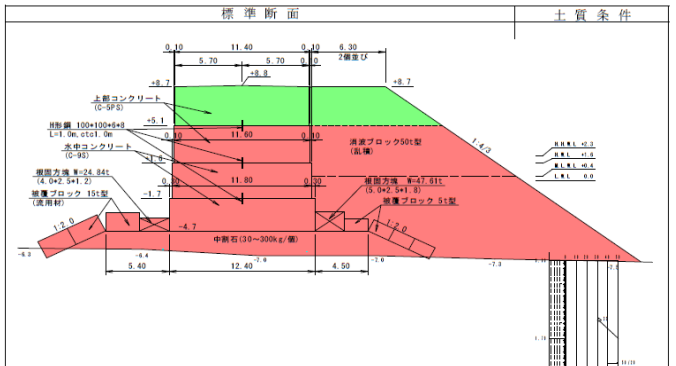 標準断面
土質条件
0.10 11.40 0.10 6.30
2個並び
5.70 5.70
+8.8
+8.7
+8.7
上部コンクリート
(C-5PS)
+5.1
H形鋼 100*100*6*8
L=1.0m,ctc1.0m
0.10 11.60 0.10
消波ブロック50t型
(乱積)
1:4/3
水中コンクリート
(C-9S)
+1.6
H.W.L +1.6
M.L.W.L +0.4
L.W.L 0.0
根固方塊 W=24.84t
(4.0*2.5*1.2)
被覆ブロック 15t型
(流用材)
0.30 11.80 0.30
-1.7
根固方塊 W=47.61t
(5.0*2.5*1.8)
被覆ブロック 5t型
1:2.0
1:2.0
-4.7
中割石(30~300kg/個)
-6.3
-6.4
-7.0
-7.0
-7.3
5.40 12.40 4.50